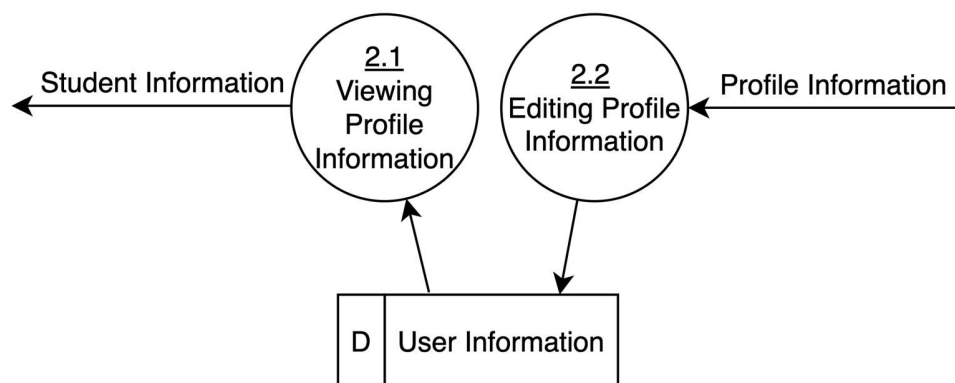 Student Information
2.1
Viewing
Profile
Information
2.2
Editing Profile
Information
Profile Information
D
User Information